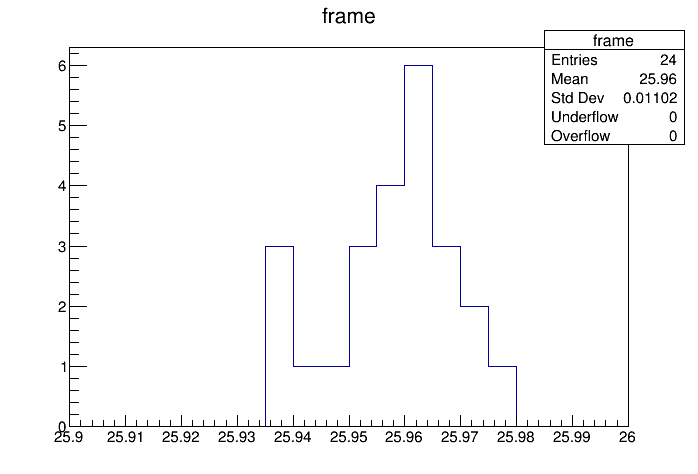 frame
frame
Entries 24
Mean 25.96
Std Dev 0.01102
Underflow 0
Overflow 0
6
5
4
3
2
1
0
25.9 25.91 25.92 25.93 25.94 25.95 25.96 25.97 25.98 25.99 26